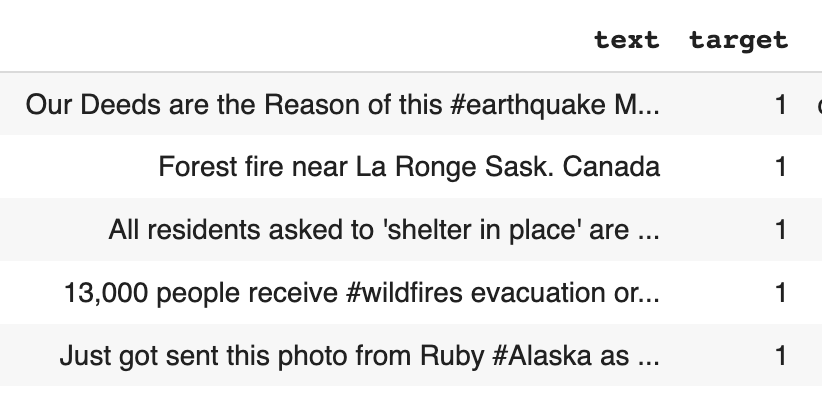 text target
Our Deeds are the Reason of this #earthquake M... 1
Forest fire near La Ronge Sask. Canada 1
All residents asked to 'shelter in place' are ... 1
13,000 people receive #wildfires evacuation or... 1
Just got sent this photo from Ruby #Alaska as ... 1